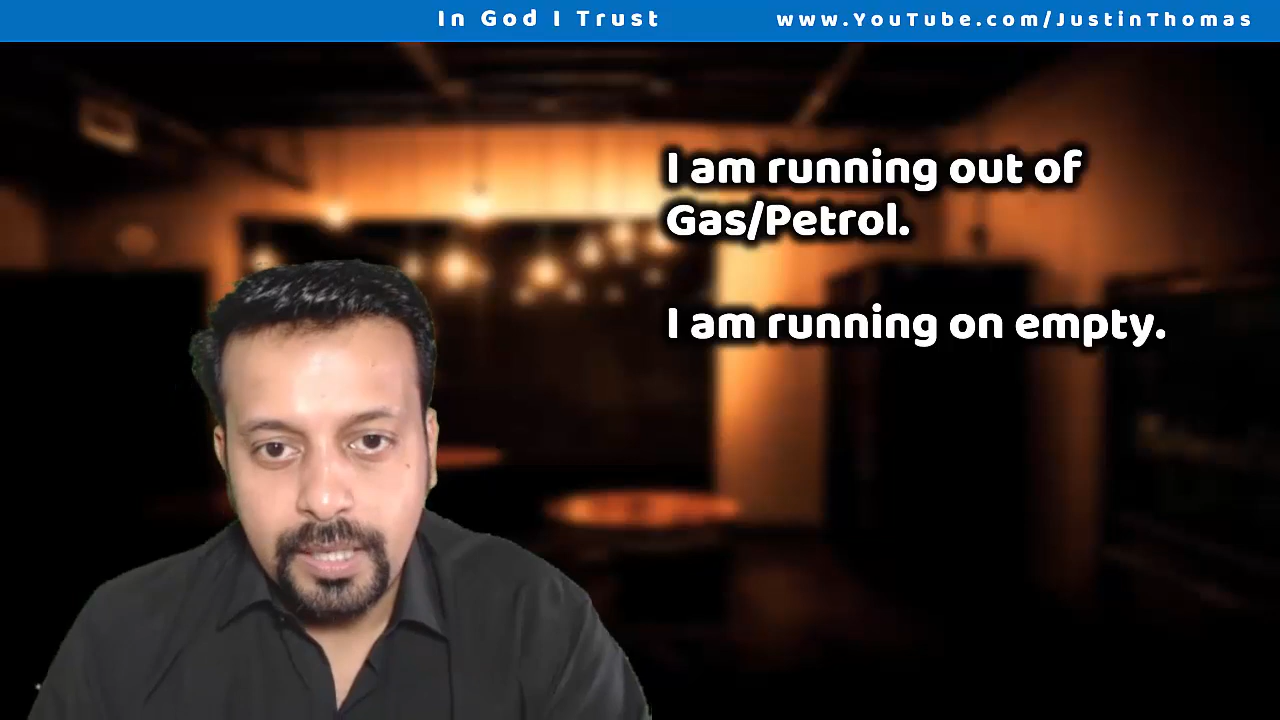 In God I Trust
www.YouTube.com/JustinThomas
I am running out of
Gas/Petrol.
I am running on empty.